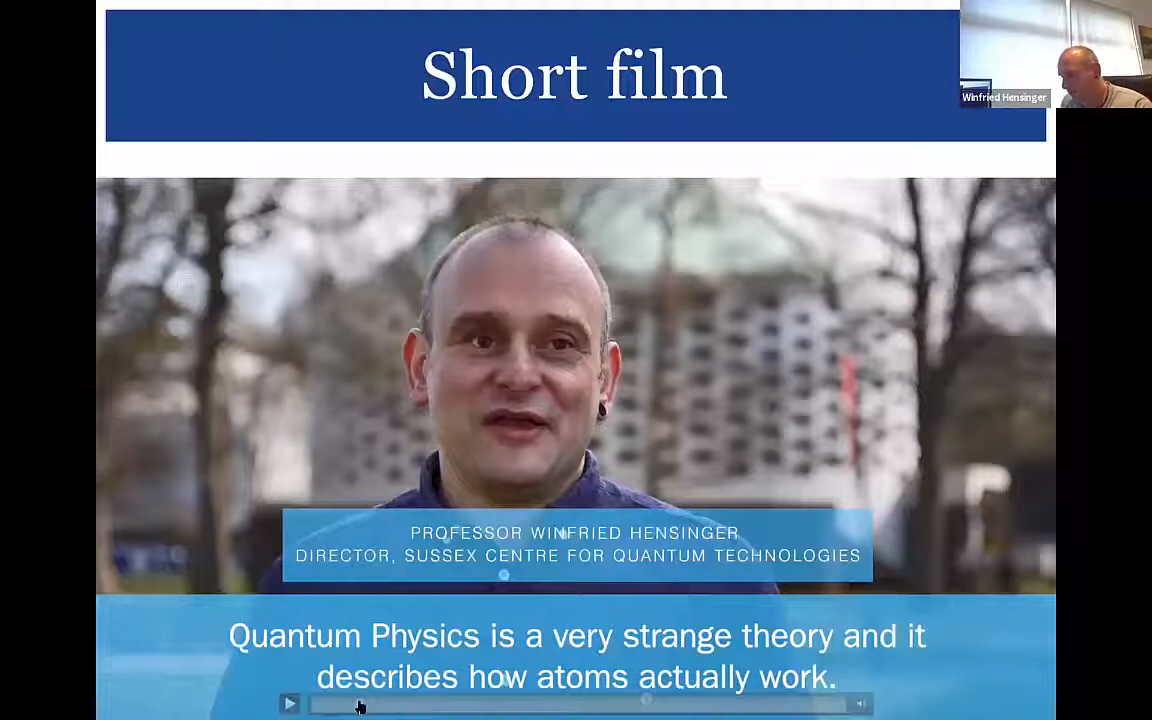 Short film
Winfried Hensinger
PROFESSOR WINFRIED HENSINGER
DIRECTOR, SUSSEX CENTRE FOR QUANTUM TECHNOLOGIES
Quantum Physics is a very strange theory and it
describes how atoms actually work.